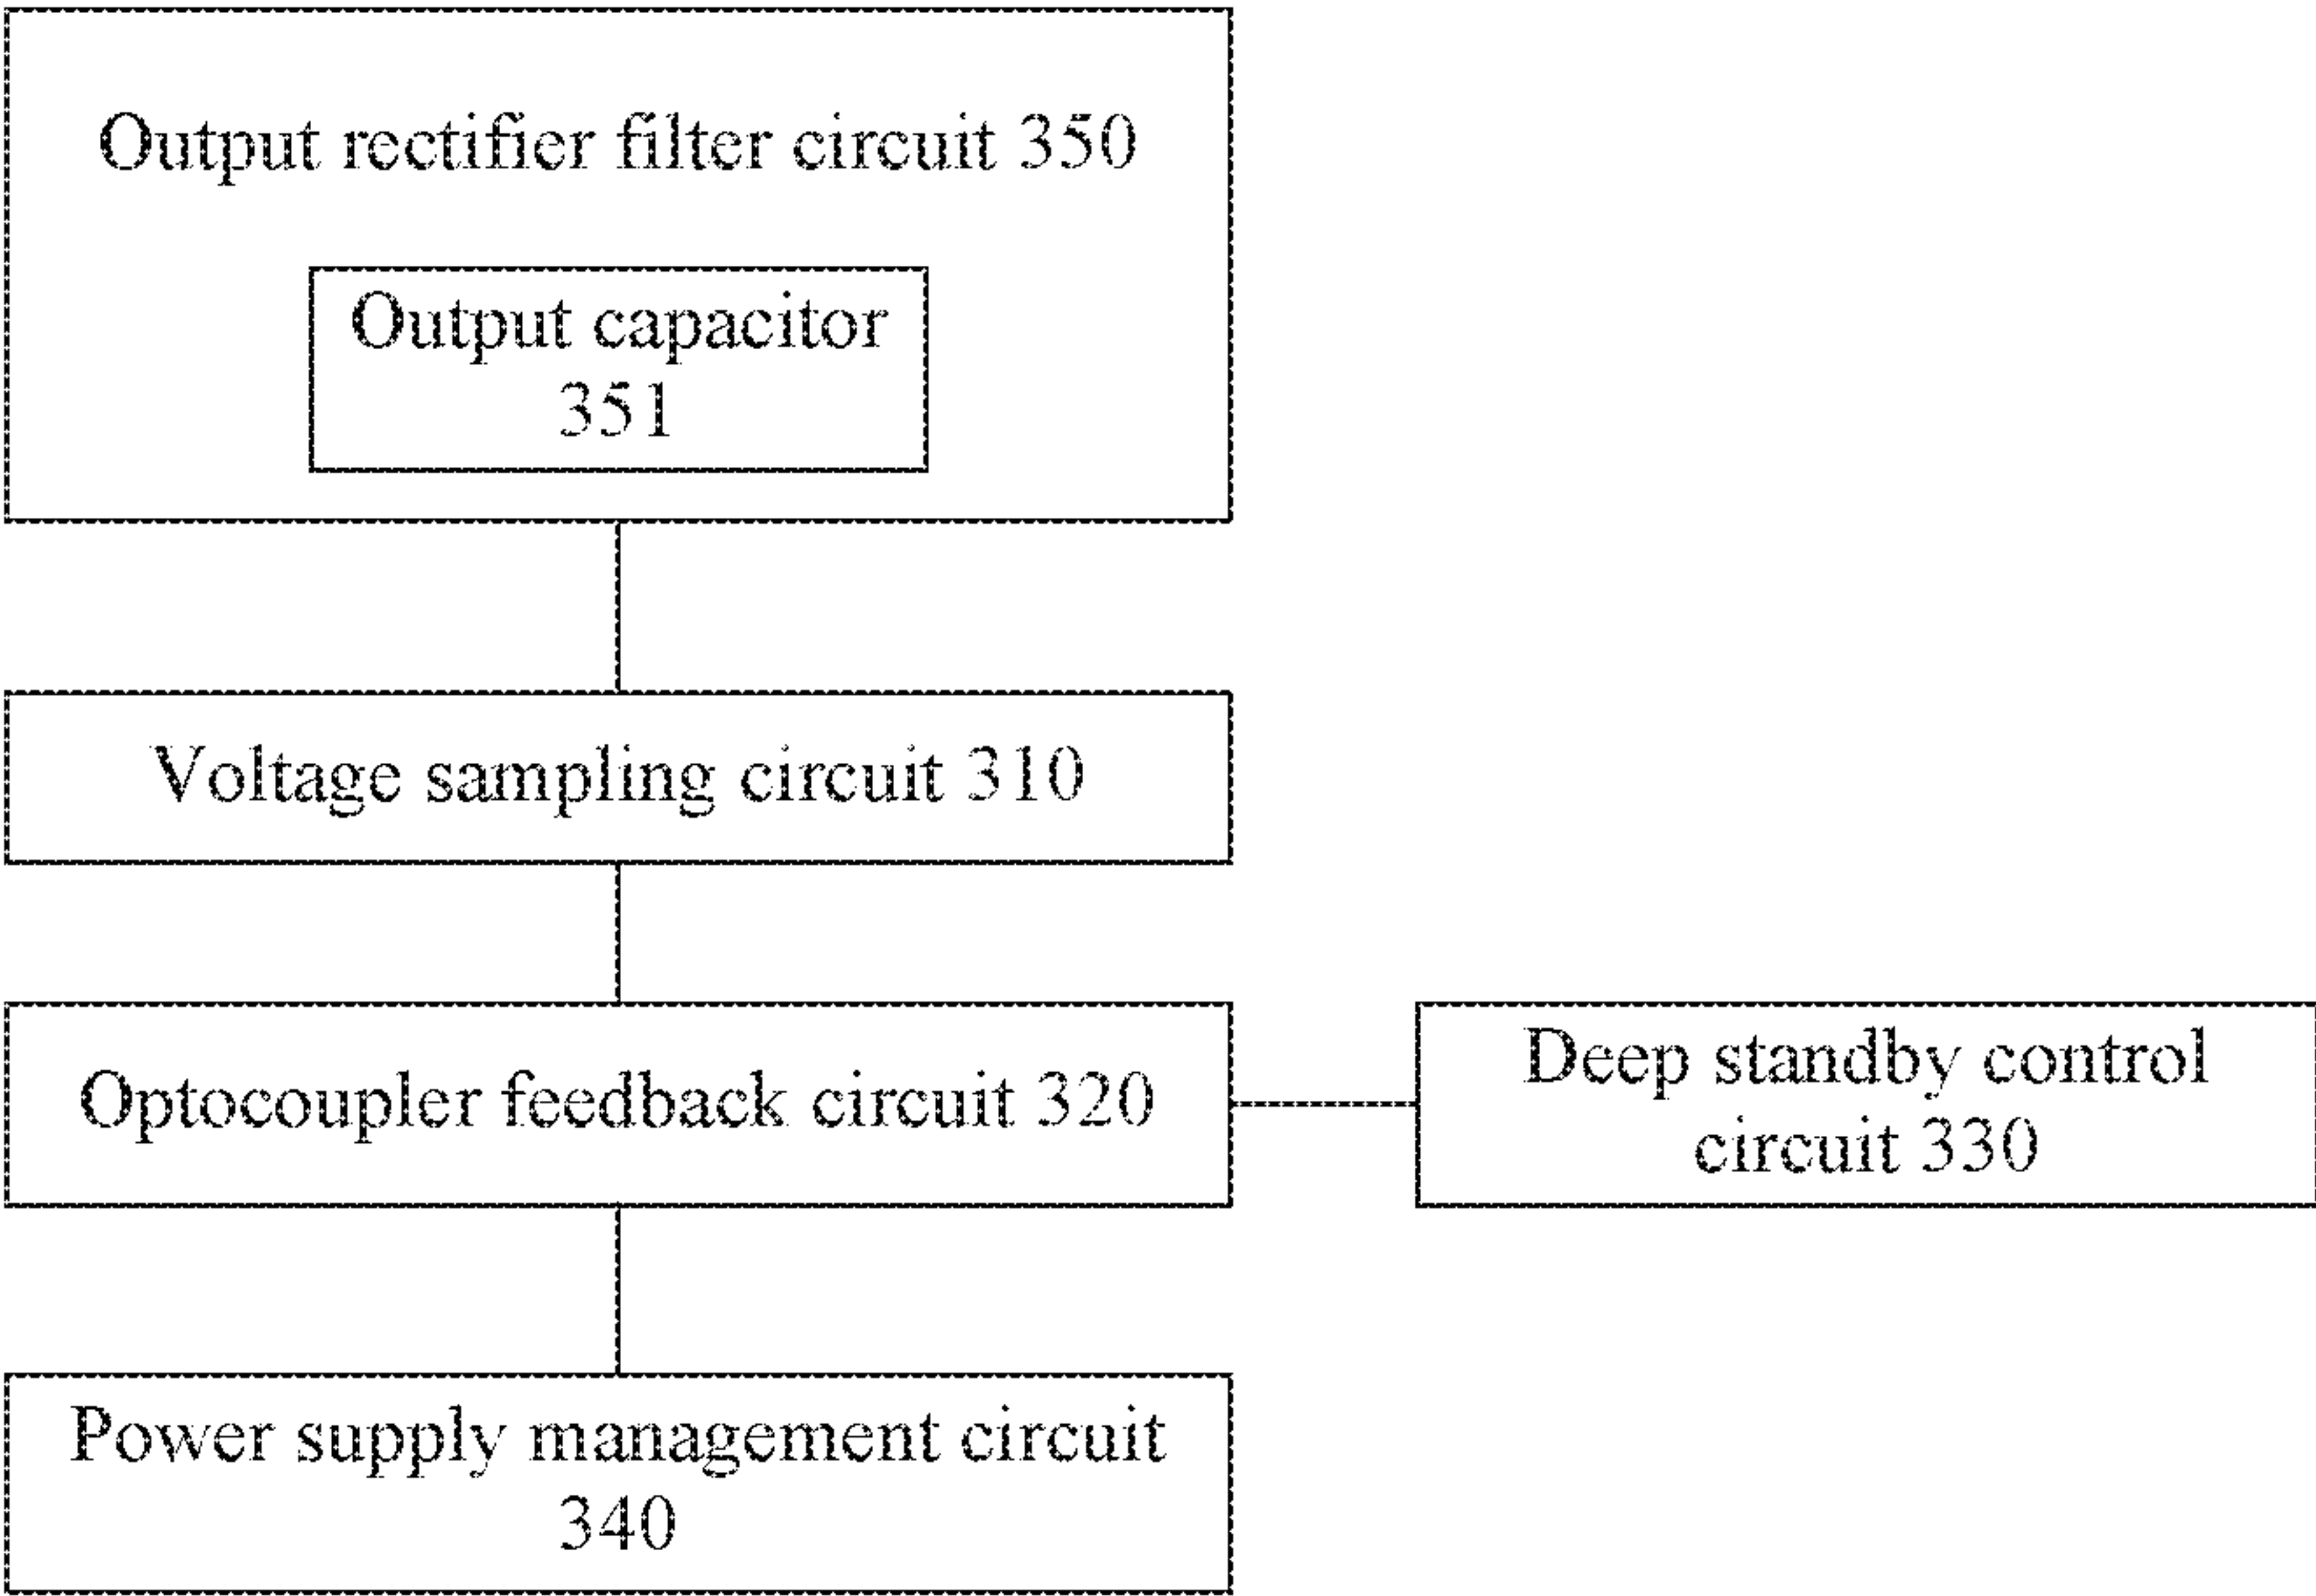 Output rectifier filter circuit 350
Output capacitor
351
Voltage sampling circuit 310
Optocoupler feedback circuit 320
Deep standby control
circuit 330
Power supply management circuit
340